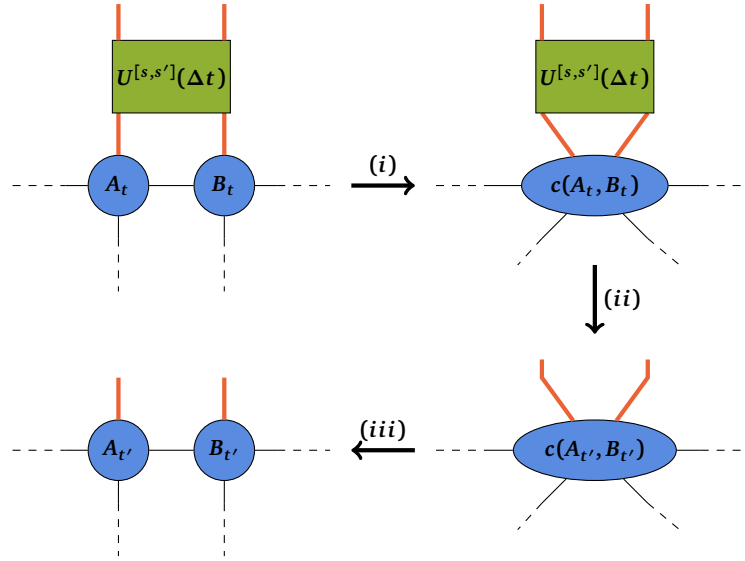 U^{[s,s′]}(Δt) U^{[s,s′]}(Δt)
A_t B_t (i) c(A_t, B_t)
(ii)
A_{t′} B_{t′} (iii) c(A_{t′}, B_{t′})